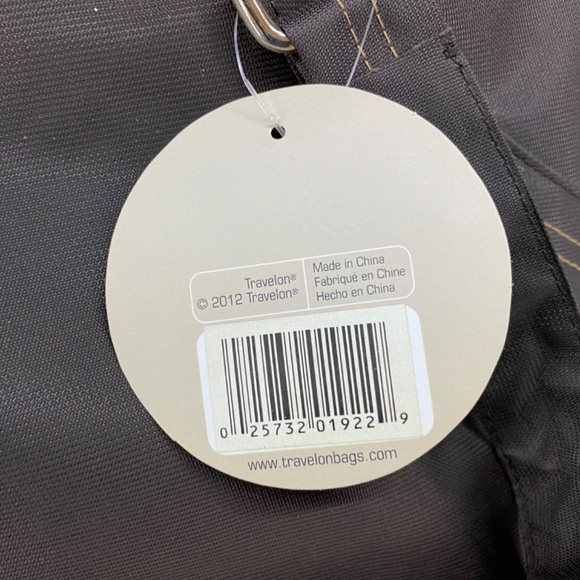 Travelon®
© 2012 Travelon®
Made in China
Fabriqué en Chine
Hecho en China
0 25732 01922 9
www.travelonbags.com